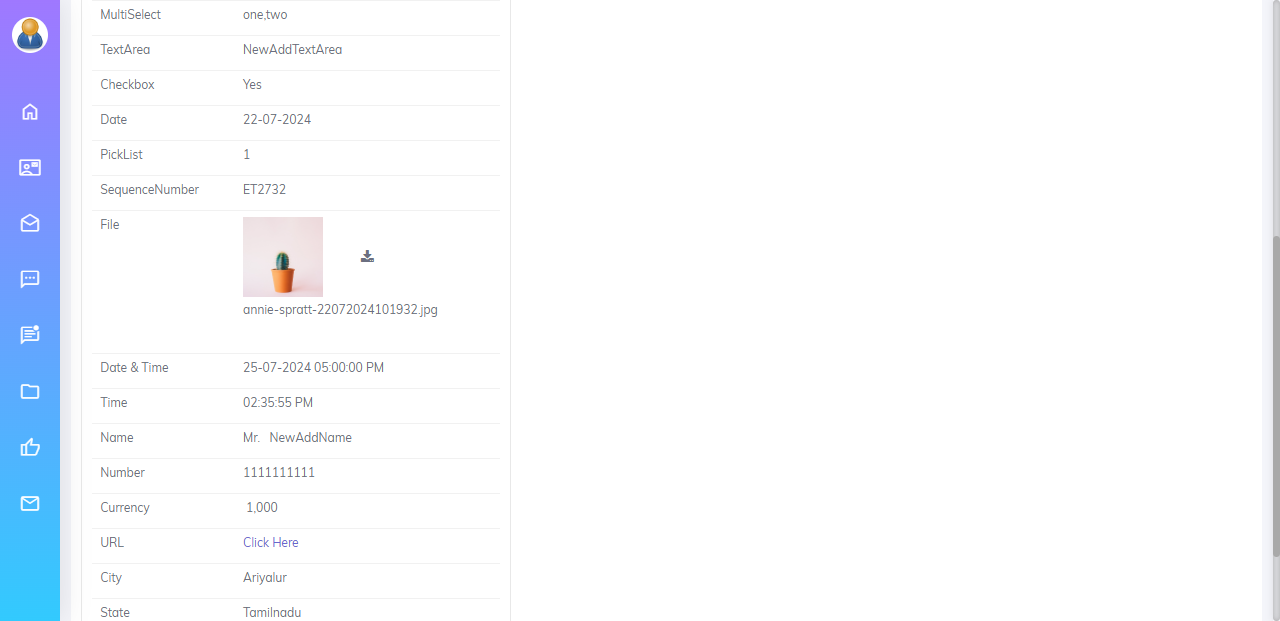 MultiSelect one,two
TextArea NewAddTextArea
Checkbox Yes
Date 22-07-2024
PickList 1
SequenceNumber ET2732
File
annie-spratt-22072024101932.jpg
Date & Time 25-07-2024 05:00:00 PM
Time 02:35:55 PM
Name Mr. NewAddName
Number 1111111111
Currency 1,000
URL Click Here
City Ariyalur
State Tamilnadu